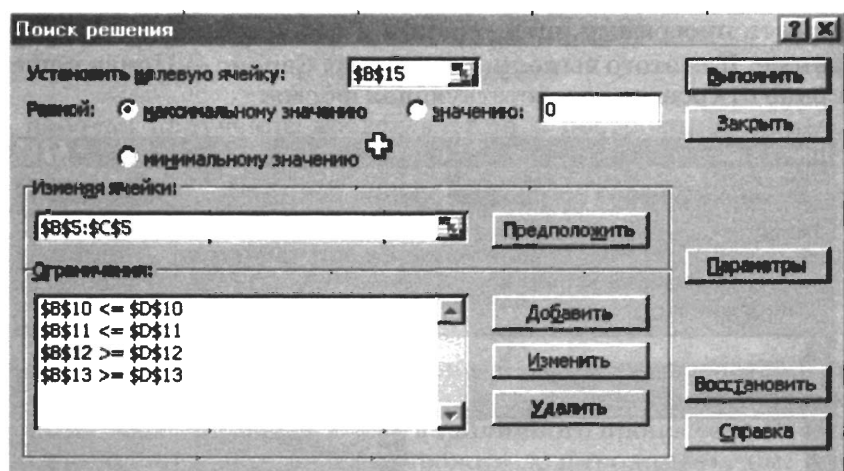 Поиск решения
Установить целевую ячейку: $B$15 Выполнить
Равной: максимальному значению значению: 0 Закрыть
минимальному значению
Изменяя ячейки:
$B$5:$C$5 Предположить
Ограничения: Параметры
$B$10 <= $D$10 Добавить
$B$11 <= $D$11
$B$12 >= $D$12 Изменить
$B$13 >= $D$13 Восстановить
Удалить
Справка